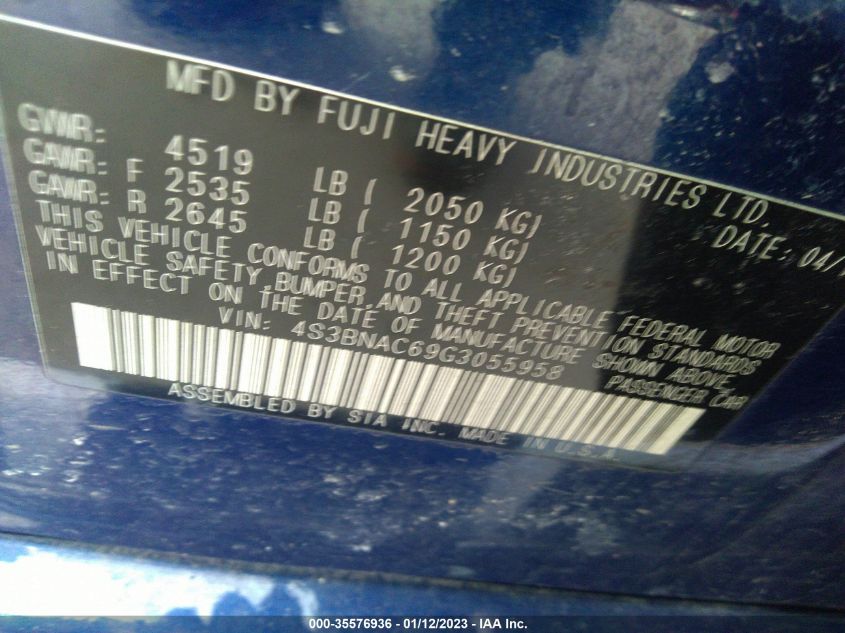 MFD BY FUJI HEAVY INDUSTRIES LTD.
DATE: 04/
GVWR: 4519 LB ( 2050 KG)
GAWR: F 2535 LB ( 1150 KG)
GAWR: R 2645 LB ( 1200 KG)
THIS VEHICLE CONFORMS TO ALL APPLICABLE FEDERAL MOTOR
VEHICLE SAFETY, BUMPER, AND THEFT PREVENTION STANDARDS
IN EFFECT ON THE DATE OF MANUFACTURE SHOWN ABOVE.
VIN: 4S3BNAC69G3055958 PASSENGER CAR
ASSEMBLED BY SIA INC. MADE IN U.S.A.
000-35576936 - 01/12/2023 - IAA Inc.